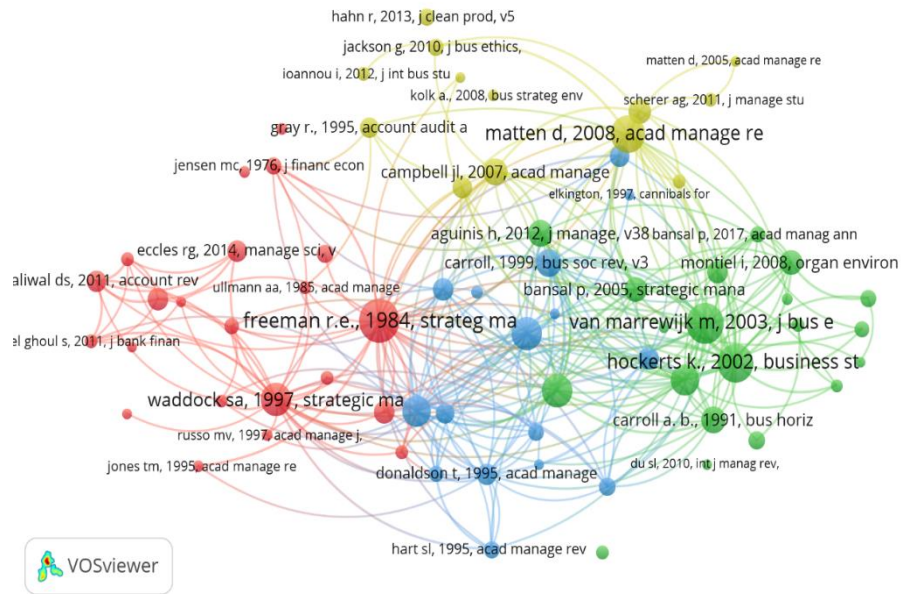 hahn r, 2013, j clean prod, v5
jackson g, 2010, j bus ethics,
ioannou i, 2012, j int bus stu
matten d, 2005, acad manage re
kolk a., 2008, bus strateg env
scherer ag, 2011, j manage stu
gray r., 1995, account audit a
matten d, 2008, acad manage re
jensen mc, 1976, j financ econ
campbell jl, 2007, acad manage
elkington, 1997, cannibals for
aguinis h, 2012, j manage, v38
bansal p, 2017, acad manag ann
eccles rg, 2014, manage sci, v
carroll, 1999, bus soc rev, v3
montiel i, 2008, organ environ
aliwal ds, 2011, account rev
ullmann aa, 1985, acad manage
bansal p, 2005, strategic mana
freeman r.e., 1984, strateg ma
van marrewijk m, 2003, j bus e
el ghoul s, 2011, j bank finan
hockerts k., 2002, business st
waddock sa, 1997, strategic ma
carroll a. b., 1991, bus horiz
russo mv, 1997, acad manage j,
jones tm, 1995, acad manage re
donaldson t, 1995, acad manage
du sl, 2010, int j manag rev,
hart sl, 1995, acad manage rev
VOSviewer